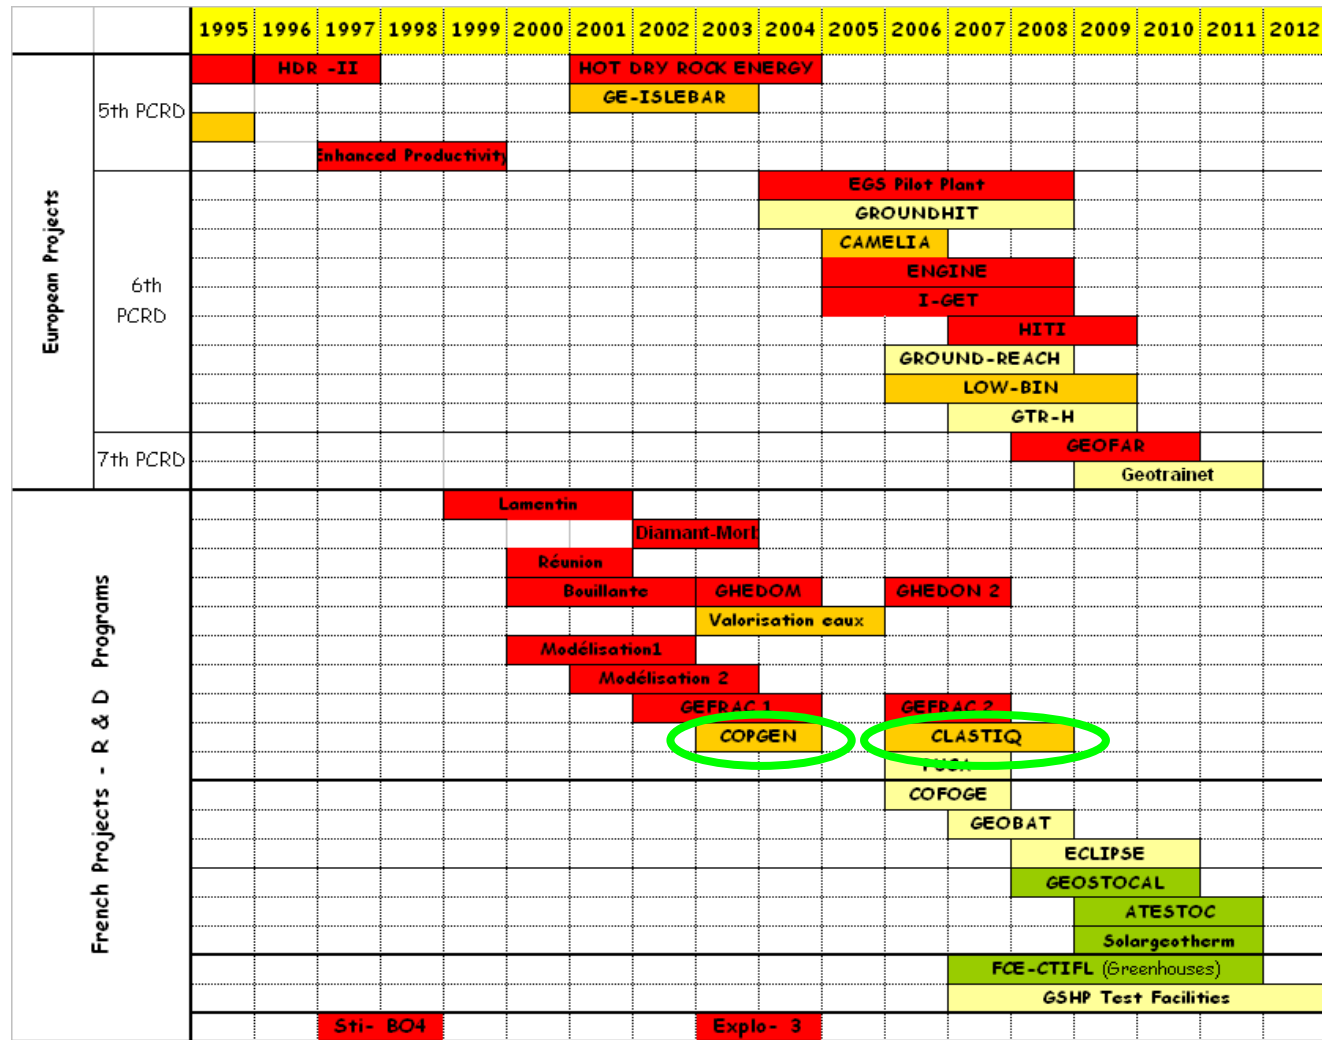 1995 1996 1997 1998 1999 2000 2001 2002 2003 2004 2005 2006 2007 2008 2009 2010 2011 2012
European Projects
5th PCRD
HDR -II
HOT DRY ROCK ENERGY
GE-ISLEBAR
Enhanced Productivity
6th
PCRD
EGS Pilot Plant
GROUNDHIT
CAMELIA
ENGINE
I-GET
HITI
GROUND-REACH
LOW-BIN
GTR-H
7th PCRD
GEOFAR
Geotrainet
French Projects - R & D Programs
Lamentin
Diamant-Mort
Réunion
Bouillante GHEDOM GHEDON 2
Valorisation eaux
Modélisation1
Modélisation 2
GEFRAC 1 GEFRAC 2
COPGEN CLASTIQ
COFOGE
GEOBAT
ECLIPSE
GEOSTOCAL
ATESTOC
Solargeotherm
FCE-CTIFL (Greenhouses)
GSHP Test Facilities
Sti- BO4 Explo- 3